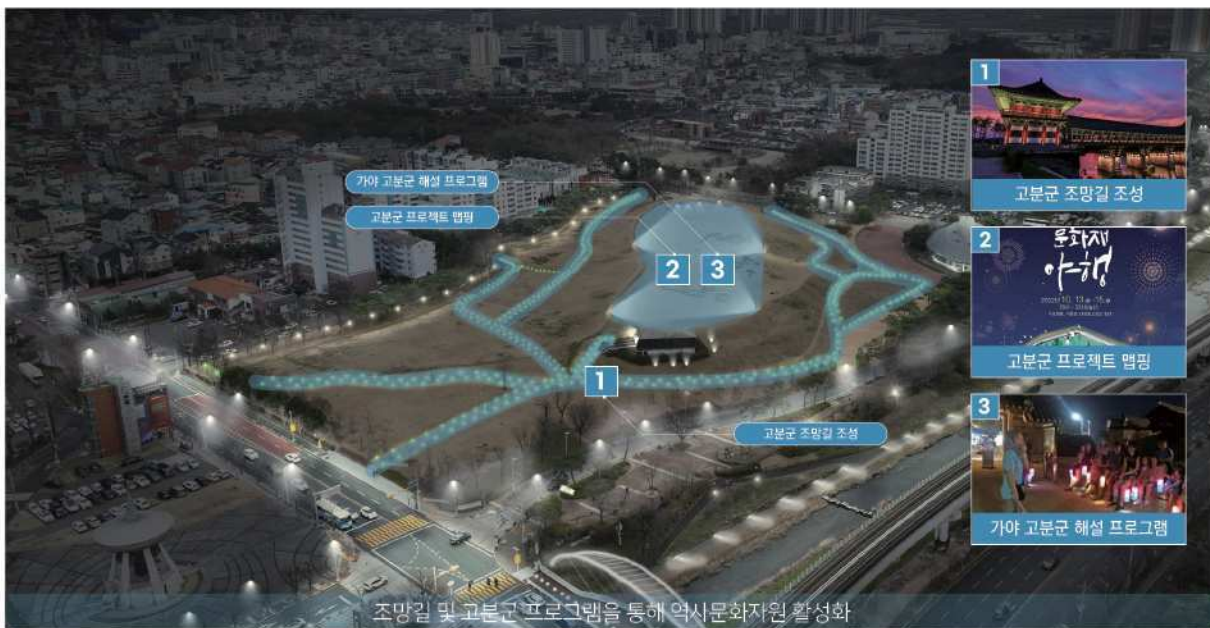 가야 고분군 해설 프로그램
고분군 프로젝트 맵핑
2
3
1
고분군 조망길 조성
1
고분군 조망길 조성
2
문화재
야행
고분군 프로젝트 맵핑
3
가야 고분군 해설 프로그램
조망길 및 고분군 프로그램을 통해 역사문화자원 활성화